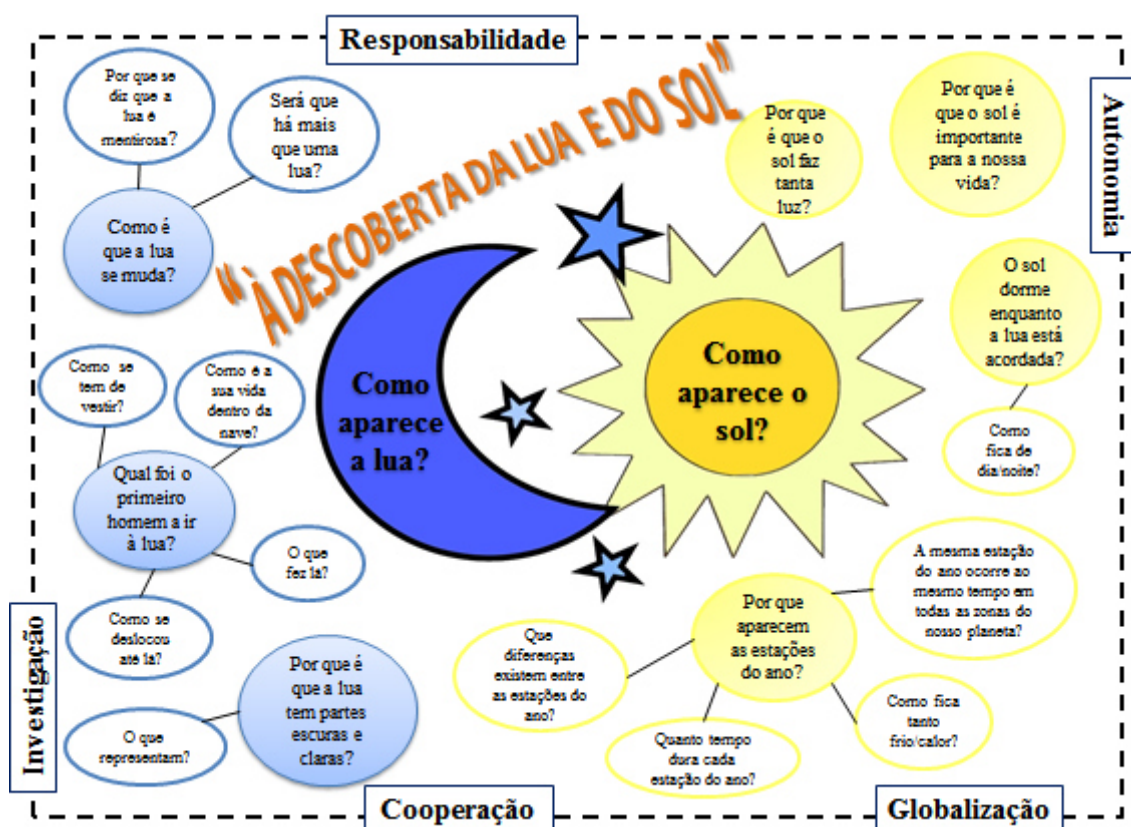 Responsabilidade
“À DESCOBERTA DA LUA E DO SOL”
Por que se
diz que a
lua é
mentirosa?
Será que
há mais
que uma
lua?
Como é
que a lua
se muda?
Por que
é que o
sol faz
tanta
luz?
Por que é
que o sol é
importante
para a nossa
vida?
Autonomia
O sol
dorme
enquanto
a lua está
acordada?
Como
fica de
dia/noite?
Como
aparece
a lua?
Como
aparece o
sol?
Como se
tem de
vestir?
Como é a
sua vida
dentro da
nave?
Qual foi o
primeiro
homem a ir
à lua?
O que
fez lá?
Como se
deslocou
até lá?
Investigação
Por que é
que a lua
tem partes
escuras e
claras?
O que
representam?
A mesma estação
do ano ocorre ao
mesmo tempo em
todas as zonas do
nosso planeta?
Por que
aparecem
as estações
do ano?
Que
diferenças
existem entre
as estações do
ano?
Quanto tempo
dura cada
estação do ano?
Como fica
tanto
frio/calor?
Cooperação
Globalização